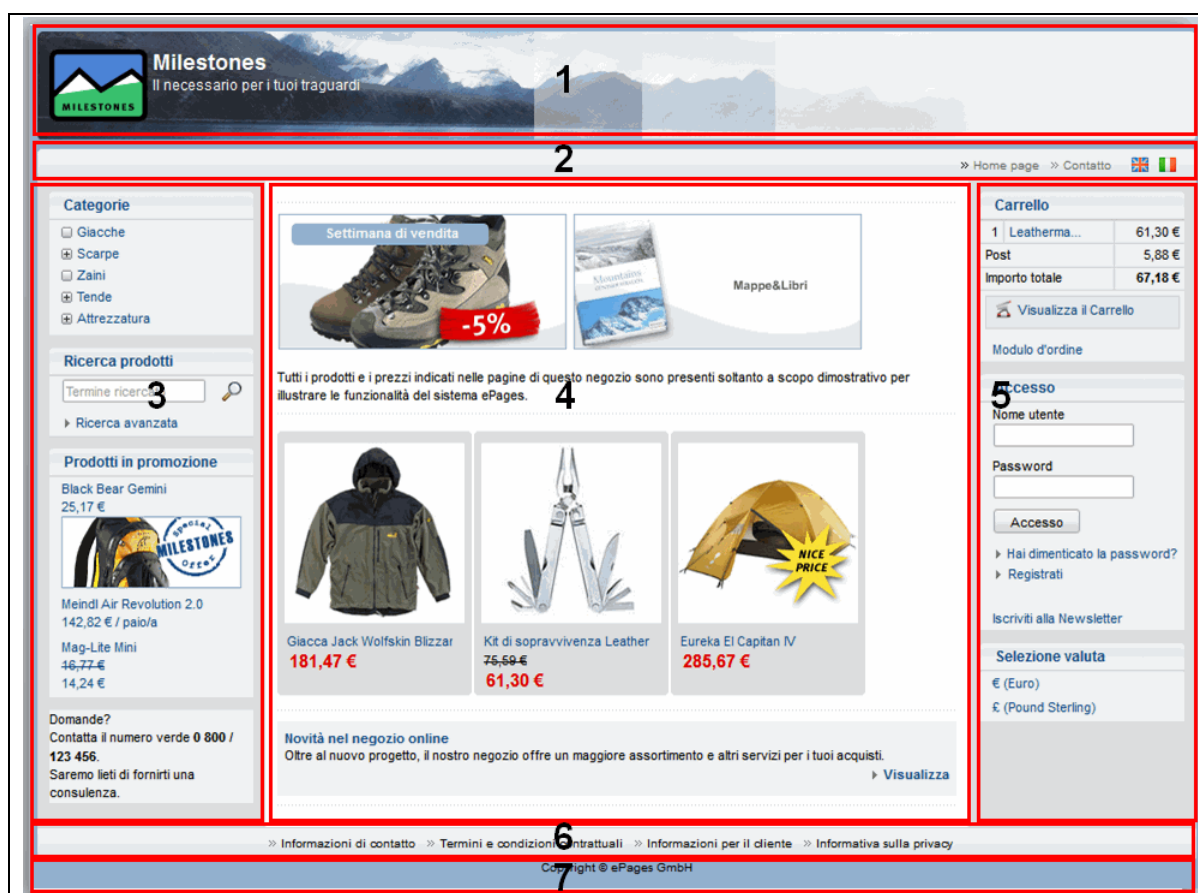 Milestones
Il necessario per i tuoi traguardi
MILESTONES
1
2
» Home page » Contatto
Categorie
Giacche
Scarpe
Zaini
Tende
Attrezzatura
Ricerca prodotti
Termine ricerca
3
Ricerca avanzata
Prodotti in promozione
Black Bear Gemini
25,17 €
special
MILESTONES
Offer
Meindl Air Revolution 2.0
142,82 € / paio/a
Mag-Lite Mini
16,77 €
14,24 €
Domande?
Contatta il numero verde 0 800 /
123 456.
Saremo lieti di fornirti una
consulenza.
Settimana di vendita
-5%
Mountains
Mappe&Libri
Tutti i prodotti e i prezzi indicati nelle pagine di questo negozio sono presenti soltanto a scopo dimostrativo per
illustrare le funzionalità del sistema ePages.
4
NICE
PRICE
Giacca Jack Wolfskin Blizzar
181,47 €
Kit di sopravvivenza Leather
75,59 €
61,30 €
Eureka El Capitan IV
285,67 €
Novità nel negozio online
Oltre al nuovo progetto, il nostro negozio offre un maggiore assortimento e altri servizi per i tuoi acquisti.
Visualizza
Carrello
1 Leatherma... 61,30 €
Post 5,88 €
Importo totale 67,18 €
Visualizza il Carrello
Modulo d'ordine
Accesso
5
Nome utente
Password
Accesso
Hai dimenticato la password?
Registrati
Iscriviti alla Newsletter
Selezione valuta
€ (Euro)
£ (Pound Sterling)
6
» Informazioni di contatto » Termini e condizioni contrattuali » Informazioni per il cliente » Informativa sulla privacy
Copyright © ePages GmbH
7